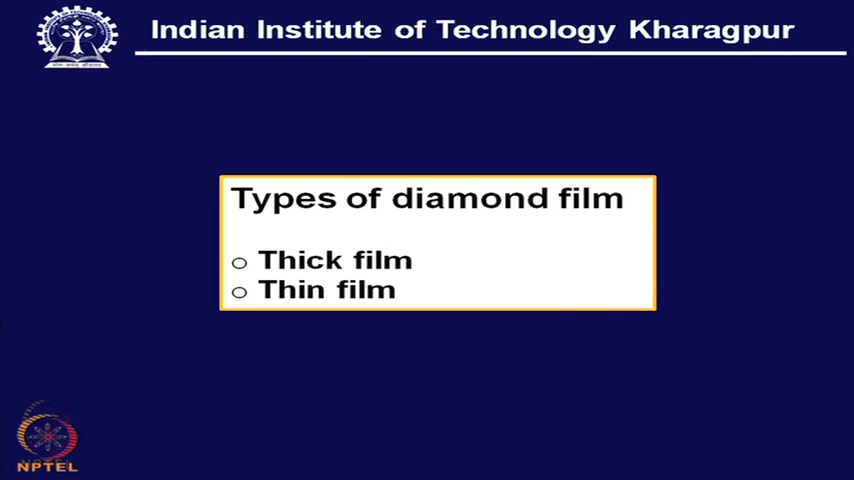 Indian Institute of Technology Kharagpur
Types of diamond film
○ Thick film
○ Thin film
NPTEL